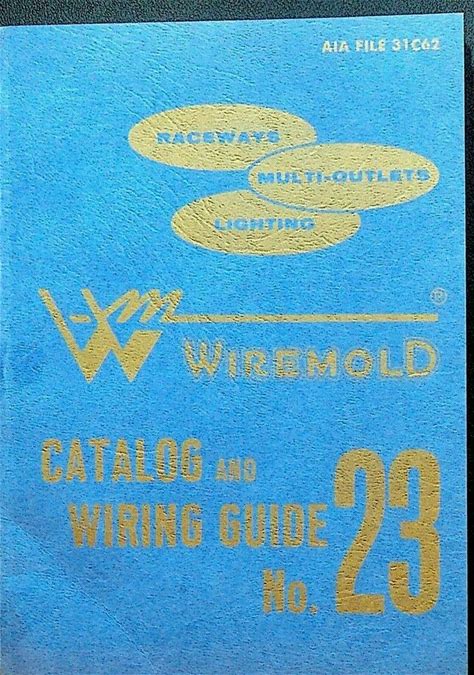 AIA FILE 31C62
RACEWAYS
MULTI-OUTLETS
LIGHTING
®
WIREMOLD
CATALOG AND
WIRING GUIDE
No. 23